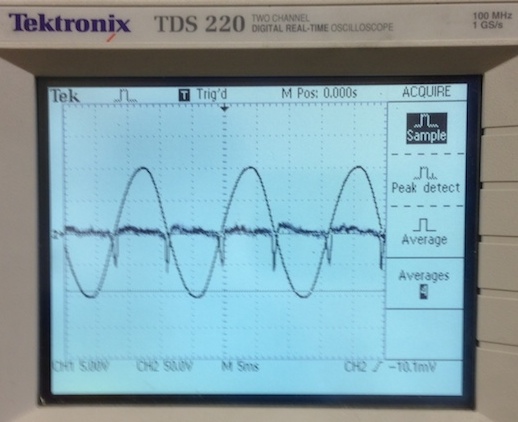 Tektronix TDS 220 TWO CHANNEL DIGITAL REAL-TIME OSCILLOSCOPE 100 MHz 1 GS/s
Tek T Trig'd M Pos: 0.000s ACQUIRE
Sample
Peak detect
Average
Averages
4
CH1 5.00V CH2 50.0V M 5ms CH2 -10.1mV